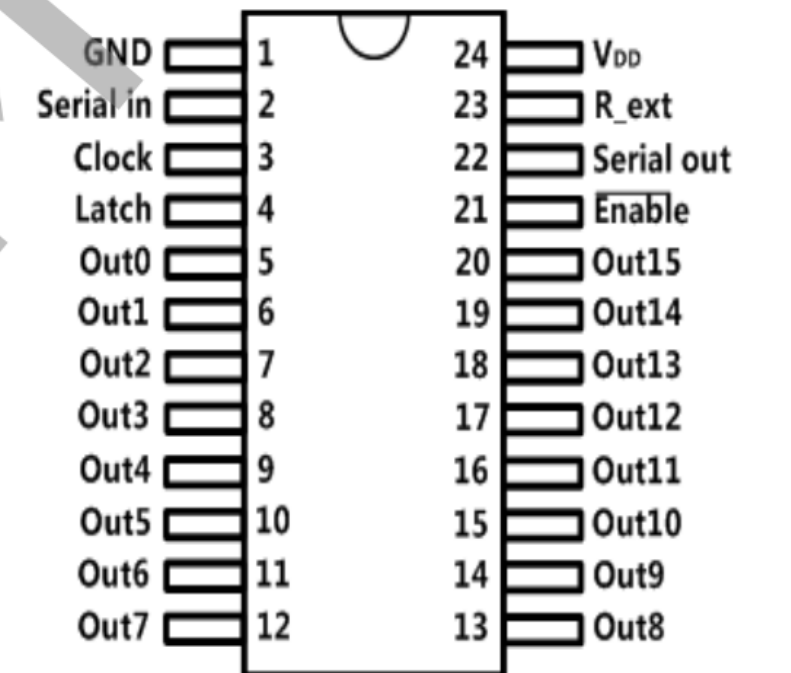 GND 1 24 VDD
Serial in 2 23 R_ext
Clock 3 22 Serial out
Latch 4 21 Enable
Out0 5 20 Out15
Out1 6 19 Out14
Out2 7 18 Out13
Out3 8 17 Out12
Out4 9 16 Out11
Out5 10 15 Out10
Out6 11 14 Out9
Out7 12 13 Out8